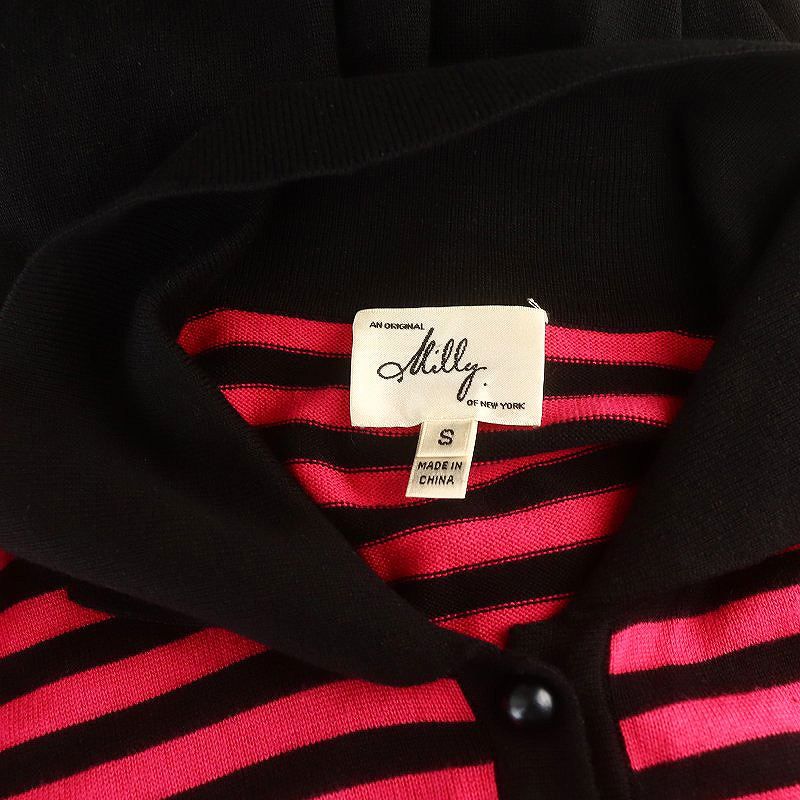 AN ORIGINAL
Milly.
OF NEW YORK
S
MADE IN
CHINA